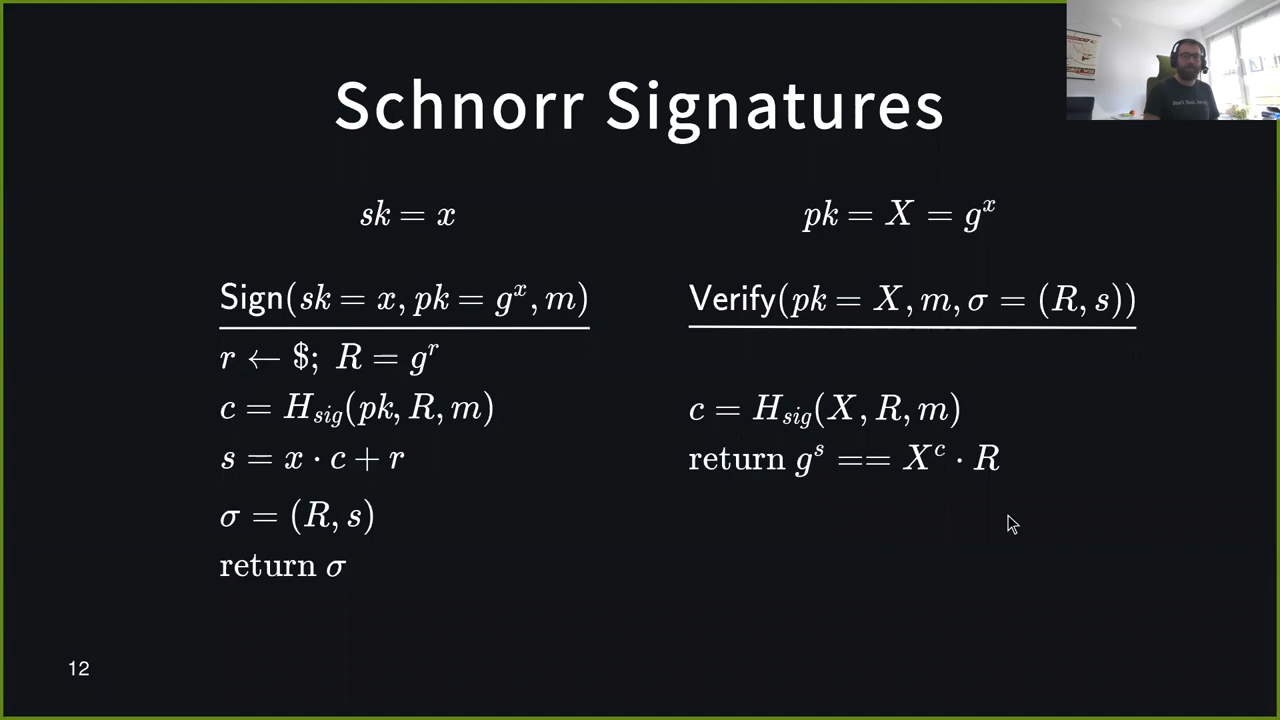 Schnorr Signatures
sk = x
pk = X = g^x
Sign(sk = x, pk = g^x, m)
r ← $; R = g^r
c = H_sig(pk, R, m)
s = x · c + r
σ = (R, s)
return σ
Verify(pk = X, m, σ = (R, s))
c = H_sig(X, R, m)
return g^s == X^c · R
12